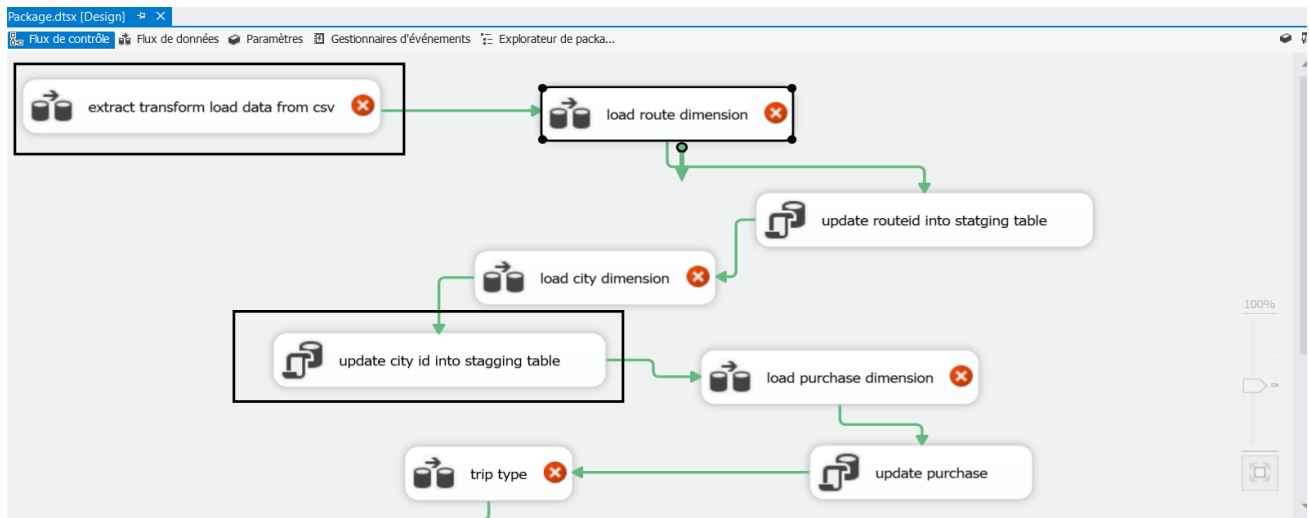 Package.dtsx [Design]
Flux de contrôle Flux de données Paramètres Gestionnaires d'événements Explorateur de packa...
extract transform load data from csv
load route dimension
update routeid into statging table
load city dimension
100%
update city id into stagging table
load purchase dimension
trip type
update purchase